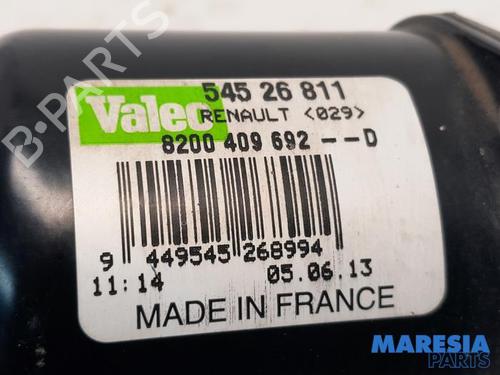 Valeo
545 26 811
RENAULT <029>
8200 409 692 -- D
9 449545 268994
11:14 05.06.13
MADE IN FRANCE
B-PARTS
MARESIA
PARTS